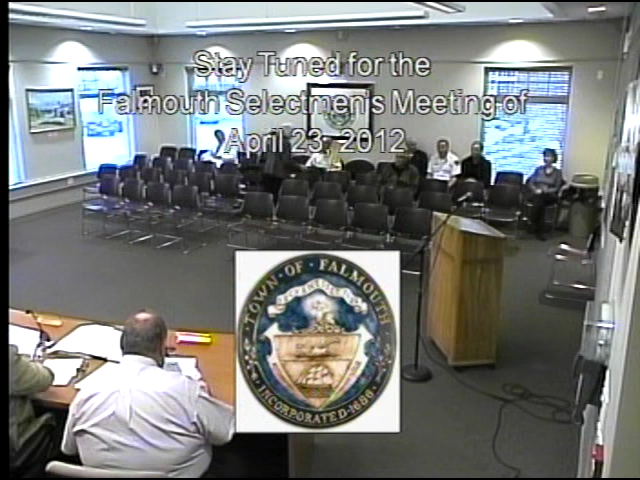 Stay Tuned for the
Falmouth Selectmen's Meeting of
April 23, 2012
TOWN · OF · FALMOUTH
INCORPORATED · 1686